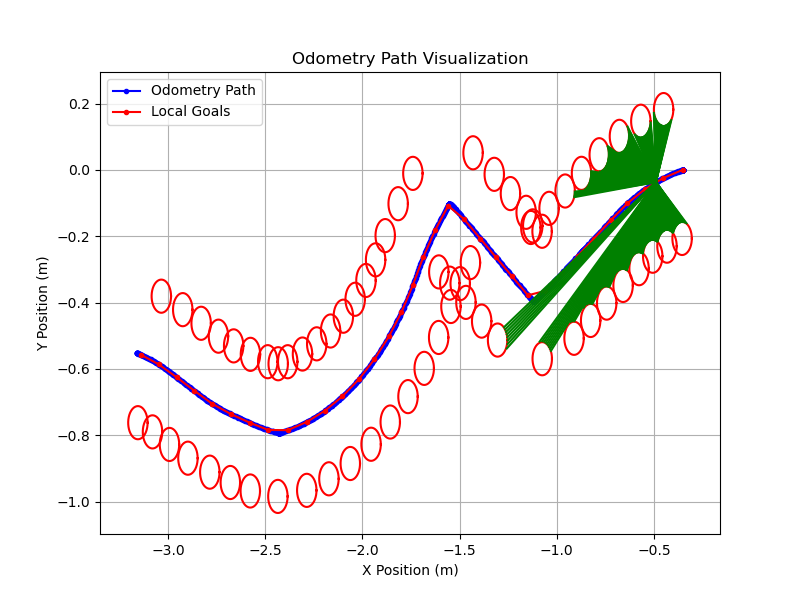 Odometry Path Visualization
Odometry Path
Local Goals
Y Position (m)
0.2
0.0
−0.2
−0.4
−0.6
−0.8
−1.0
−3.0
−2.5
−2.0
−1.5
−1.0
−0.5
X Position (m)